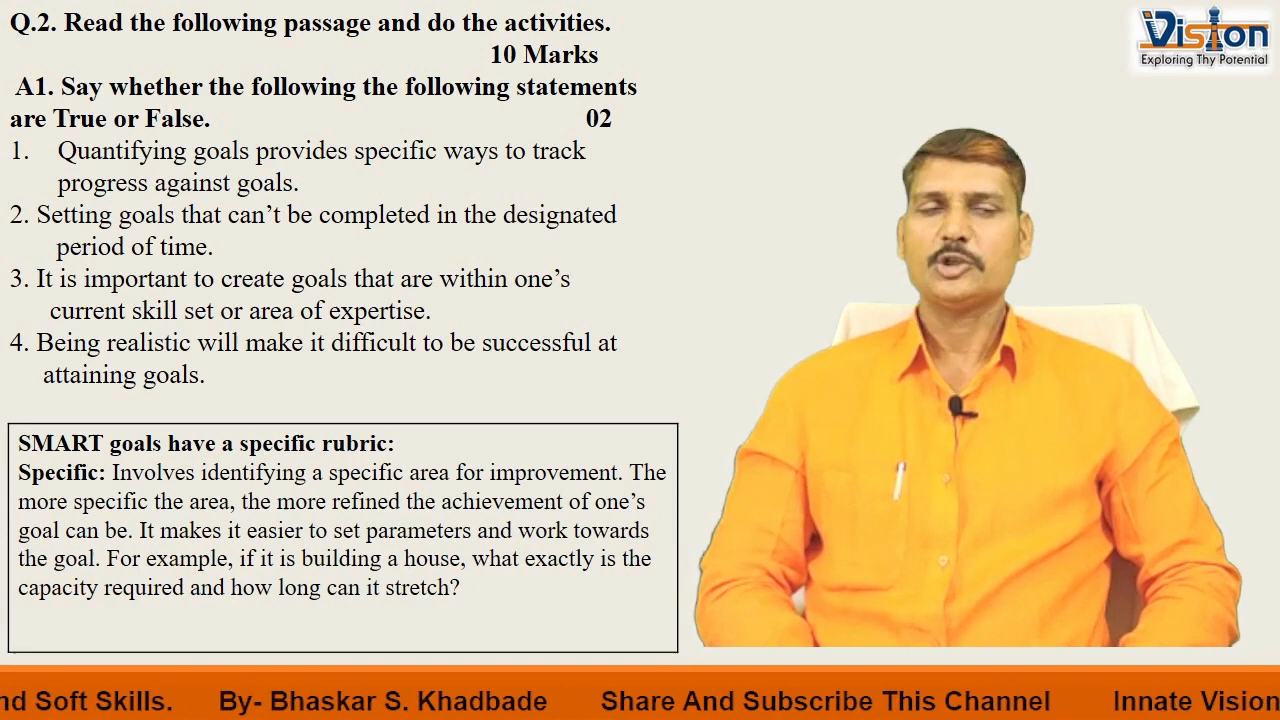 Q.2. Read the following passage and do the activities.
10 Marks
A1. Say whether the following the following statements
are True or False. 02
1. Quantifying goals provides specific ways to track
progress against goals.
2. Setting goals that can’t be completed in the designated
period of time.
3. It is important to create goals that are within one’s
current skill set or area of expertise.
4. Being realistic will make it difficult to be successful at
attaining goals.
SMART goals have a specific rubric:
Specific: Involves identifying a specific area for improvement. The
more specific the area, the more refined the achievement of one’s
goal can be. It makes it easier to set parameters and work towards
the goal. For example, if it is building a house, what exactly is the
capacity required and how long can it stretch?
Vision
Exploring Thy Potential
nd Soft Skills. By- Bhaskar S. Khadbade Share And Subscribe This Channel Innate Vision